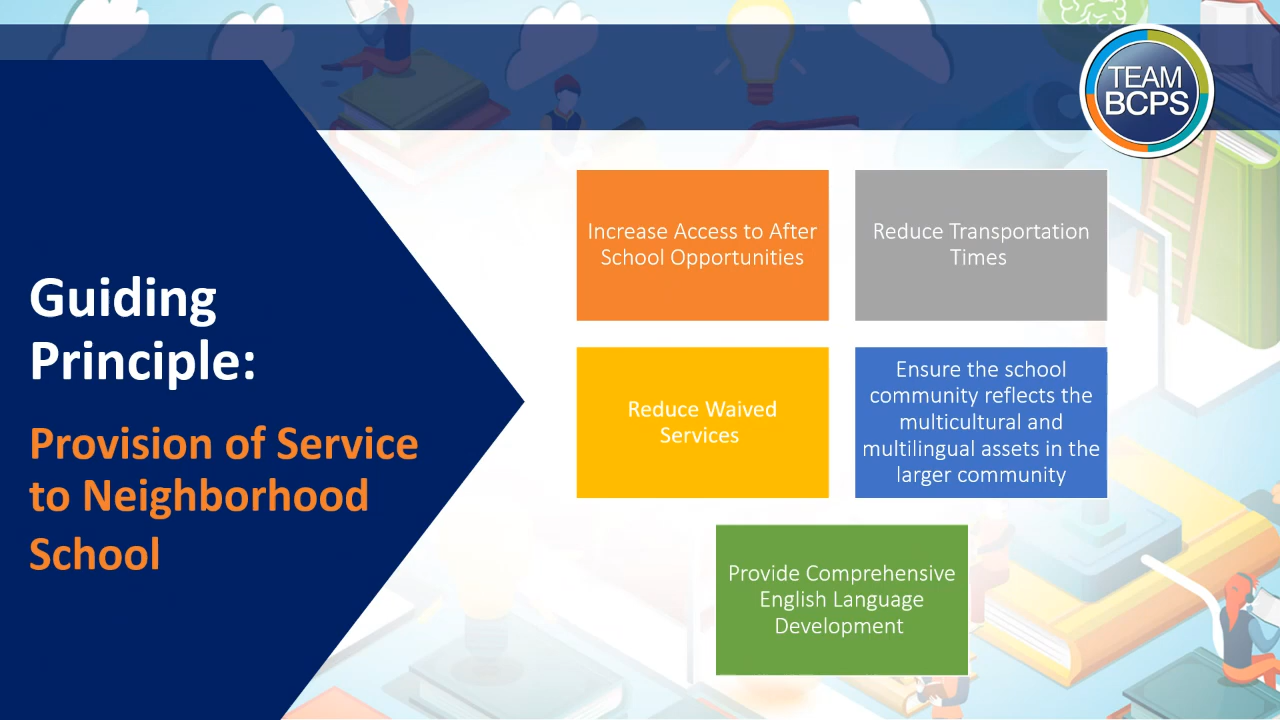 TEAM
BCPS
Guiding
Principle:
Provision of Service
to Neighborhood
School
Increase Access to After
School Opportunities
Reduce Transportation
Times
Reduce Waived
Services
Ensure the school
community reflects the
multicultural and
multilingual assets in the
larger community
Provide Comprehensive
English Language
Development